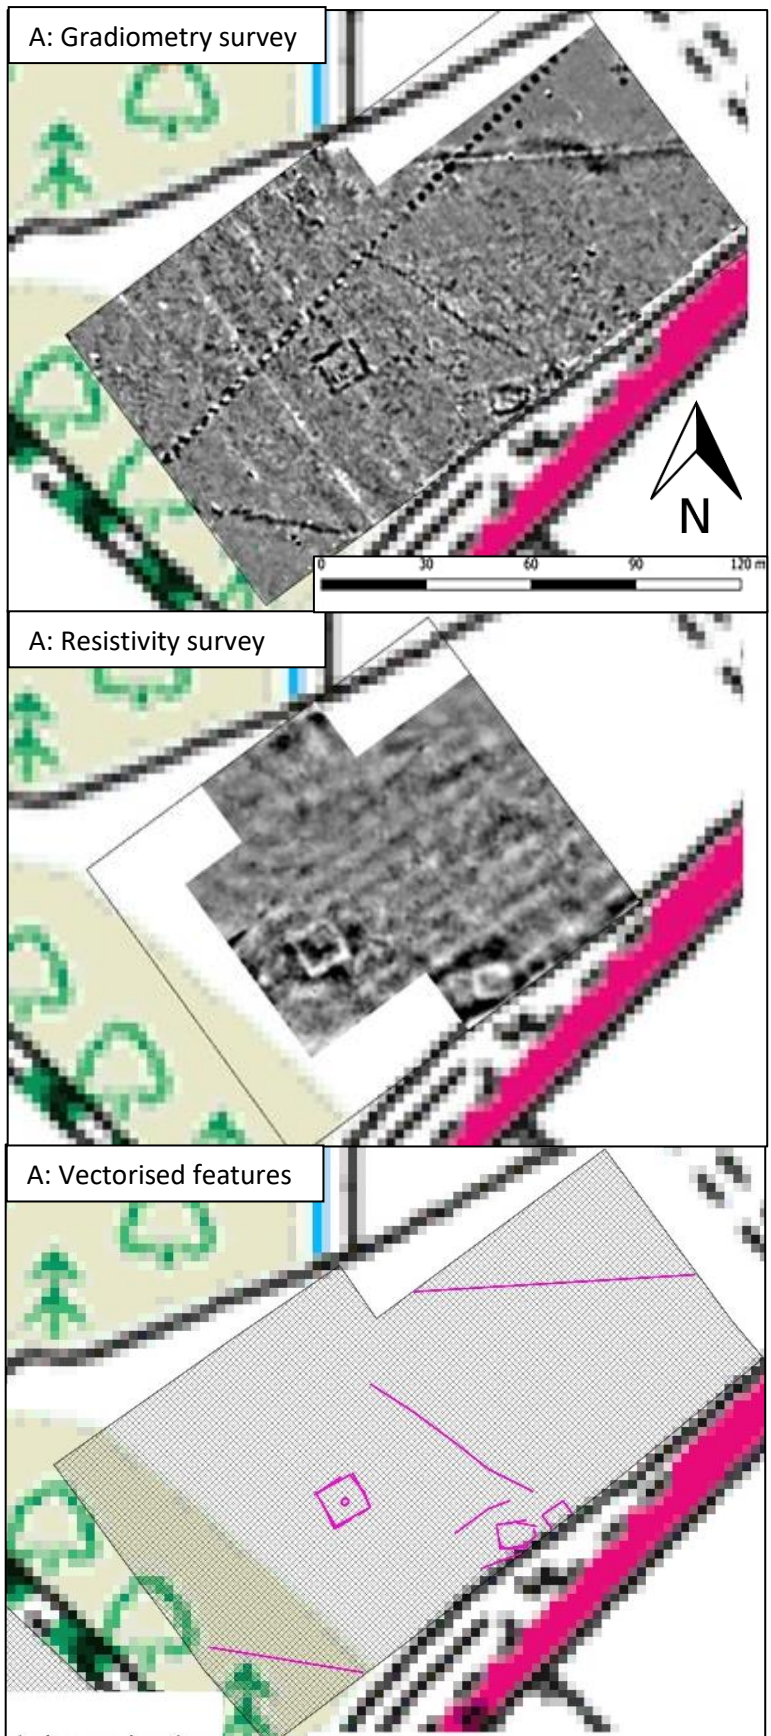 A: Gradiometry survey
N
0 30 60 90 120 m
A: Resistivity survey
A: Vectorised features